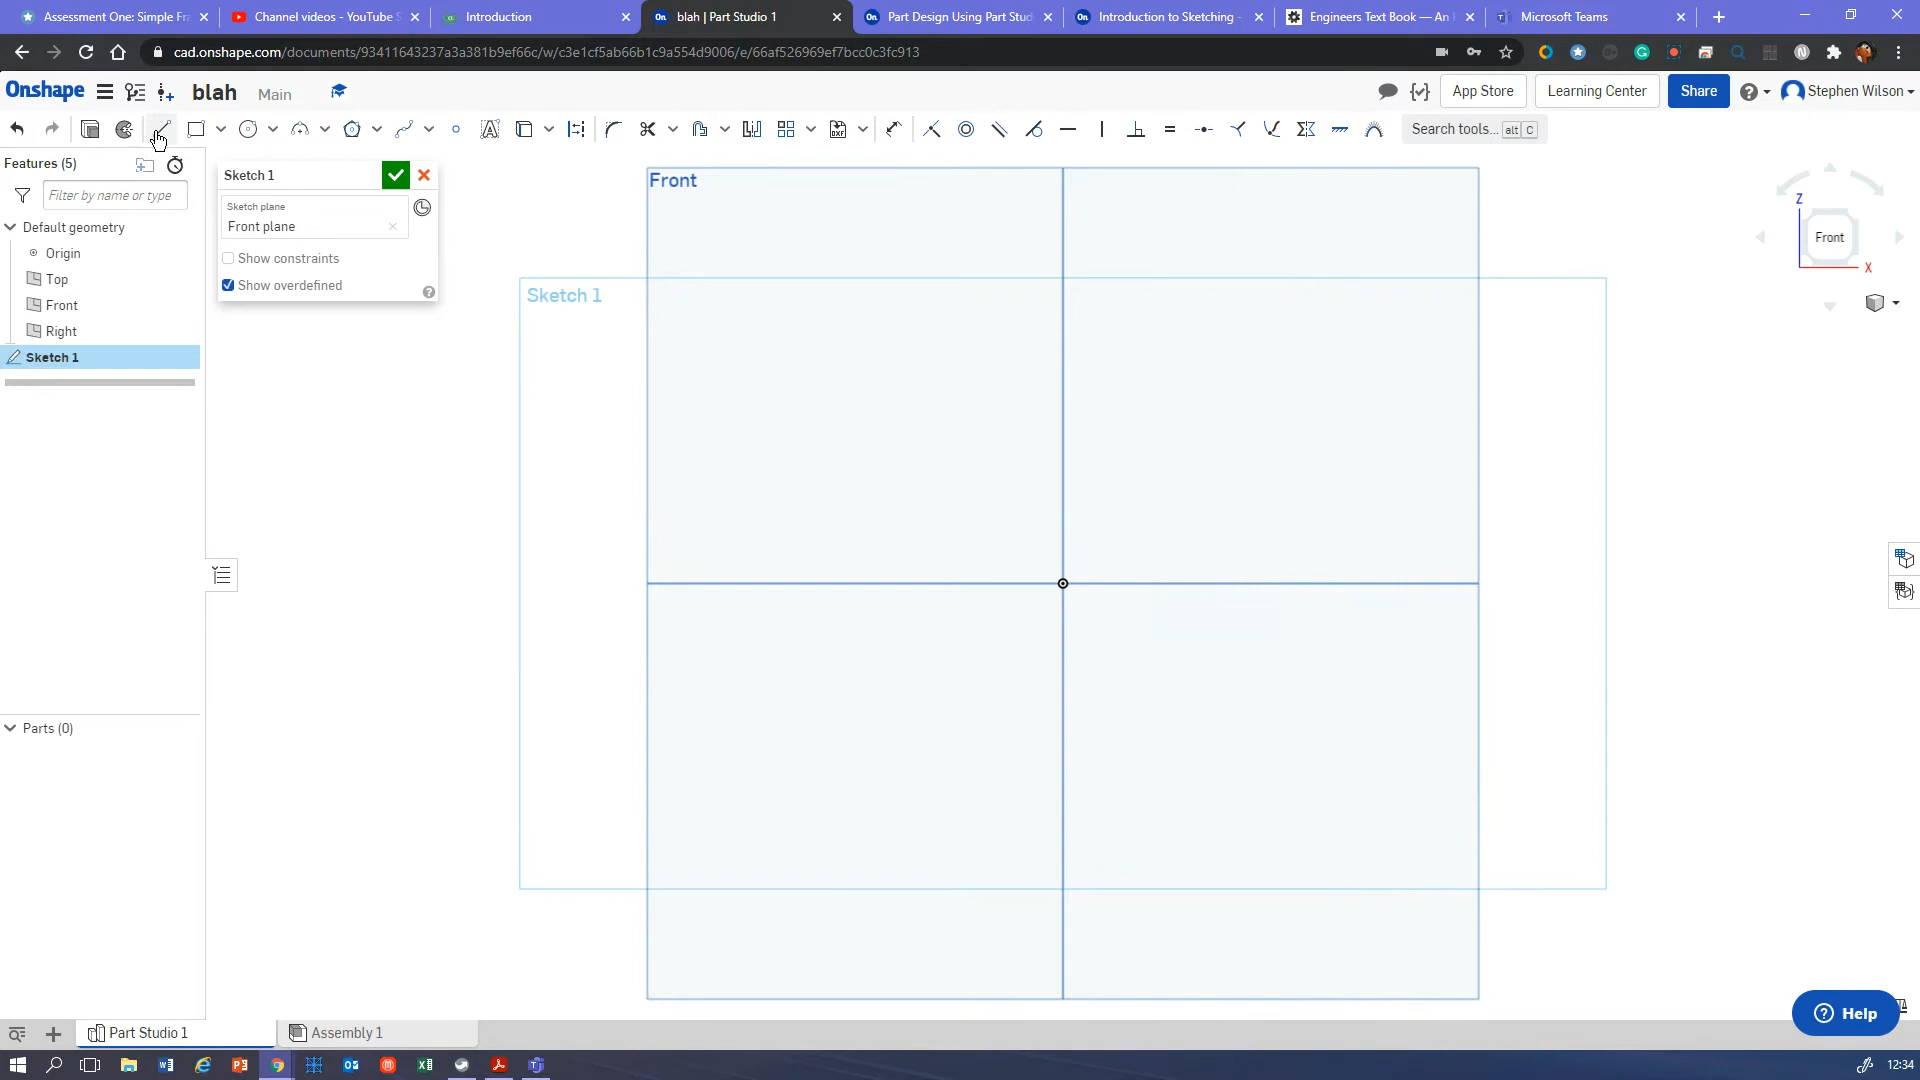 Assessment One: Simple Fra
Channel videos - YouTube S
Introduction
blah | Part Studio 1
Part Design Using Part Stud
Introduction to Sketching -
Engineers Text Book — An I
Microsoft Teams
cad.onshape.com/documents/93411643237a3a381b9ef66c/w/c3e1cf5ab66b1c9a554d9006/e/66af526969ef7bcc0c3fc913
Onshape
blah
Main
App Store
Learning Center
Share
Stephen Wilson
Search tools... alt C
Features (5)
Filter by name or type
Default geometry
Origin
Top
Front
Right
Sketch 1
Sketch 1
Sketch plane
Front plane
Show constraints
Show overdefined
Front
Sketch 1
Z
Front
X
Parts (0)
Help
Part Studio 1
Assembly 1
12:34